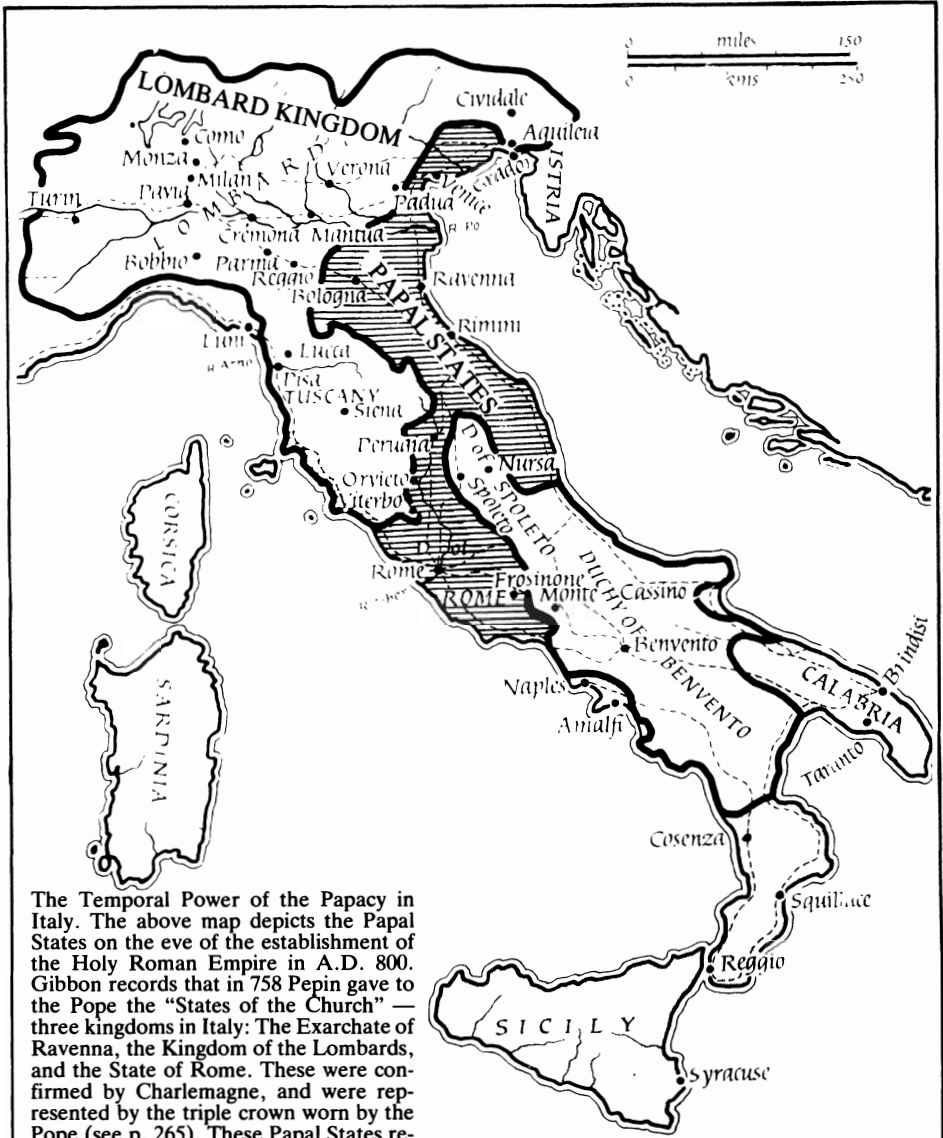 miles
0 150
0 kms 250
LOMBARD KINGDOM
Cividale
Aquileia
Grado
ISTRIA
Como
Monza
Milan
Verona
Venice
Turin
Pavia
Padua
LOMBARD
Cremona
Mantua
R. Po
Bobbio
Parma
Reggio
Bologna
PAPAL STATES
Ravenna
Rimini
Luni
Lucca
R. Arno
Pisa
TUSCANY
Siena
Perugia
D. of SPOLETO
Nursa
Orvieto
Spoleto
Viterbo
CORSICA
D. of
Rome
ROME
Frosinone
Monte Cassino
DUCHY OF BENVENTO
Benvento
Brindisi
CALABRIA
Naples
Amalfi
Taranto
SARDINIA
Cosenza
Reggio
SICILY
Syracuse
The Temporal Power of the Papacy in
Italy. The above map depicts the Papal
States on the eve of the establishment of
the Holy Roman Empire in A.D. 800.
Gibbon records that in 758 Pepin gave to
the Pope the “States of the Church” —
three kingdoms in Italy: The Exarchate of
Ravenna, the Kingdom of the Lombards,
and the State of Rome. These were con-
firmed by Charlemagne, and were rep-
resented by the triple crown worn by the
Pope (see p. 265). These Papal States re-